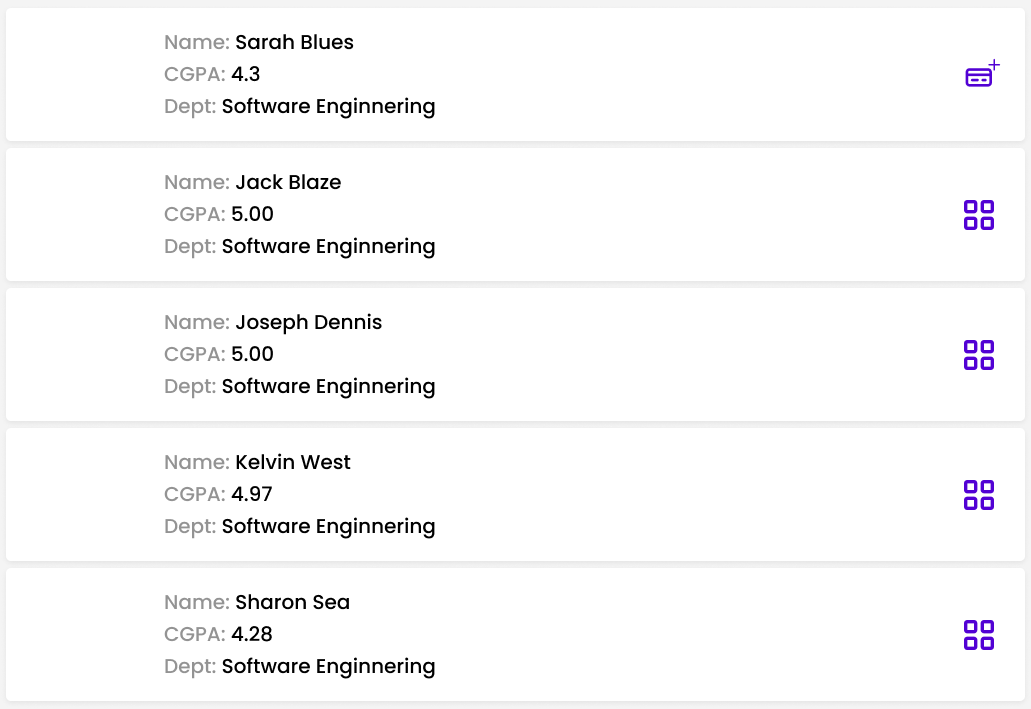 Name: Sarah Blues
CGPA: 4.3
Dept: Software Enginnering
Name: Jack Blaze
CGPA: 5.00
Dept: Software Enginnering
Name: Joseph Dennis
CGPA: 5.00
Dept: Software Enginnering
Name: Kelvin West
CGPA: 4.97
Dept: Software Enginnering
Name: Sharon Sea
CGPA: 4.28
Dept: Software Enginnering